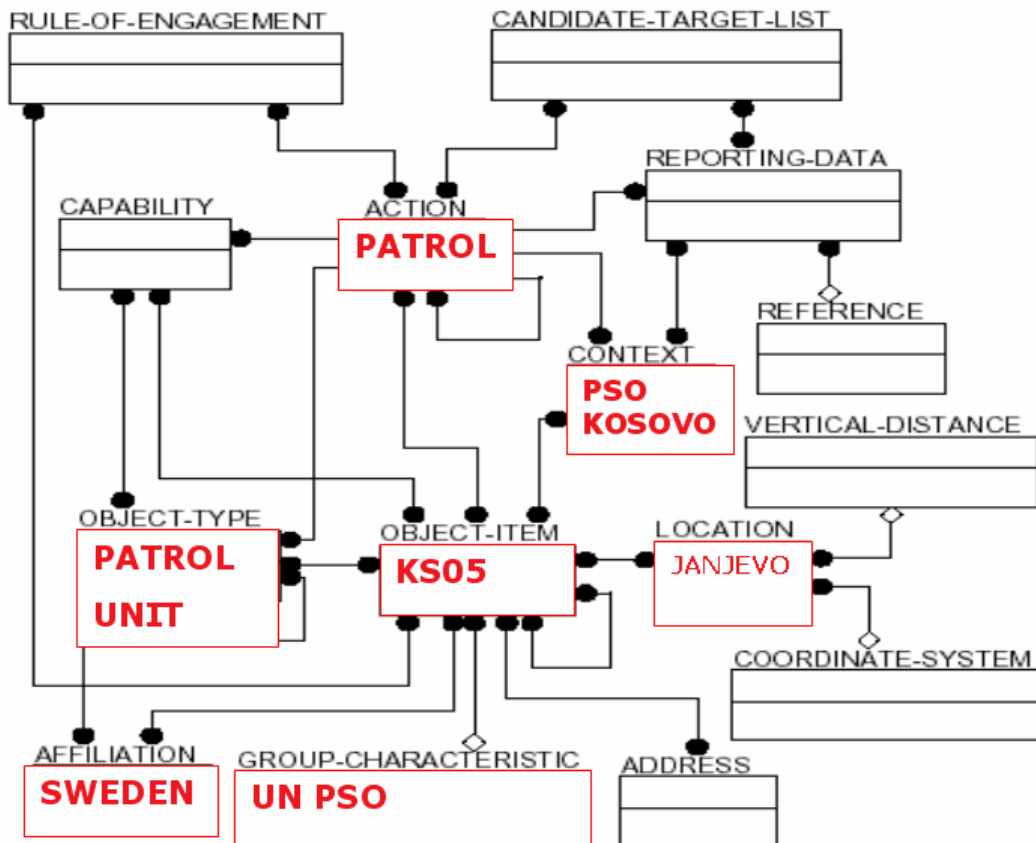 RULE-OF-ENGAGEMENT
CANDIDATE-TARGET-LIST
REPORTING-DATA
CAPABILITY
ACTION
PATROL
REFERENCE
CONTEXT
PSO
KOSOVO
VERTICAL-DISTANCE
OBJECT-TYPE
PATROL
UNIT
OBJECT-ITEM
KS05
LOCATION
JANJEVO
COORDINATE-SYSTEM
AFFILIATION
SWEDEN
GROUP-CHARACTERISTIC
UN PSO
ADDRESS